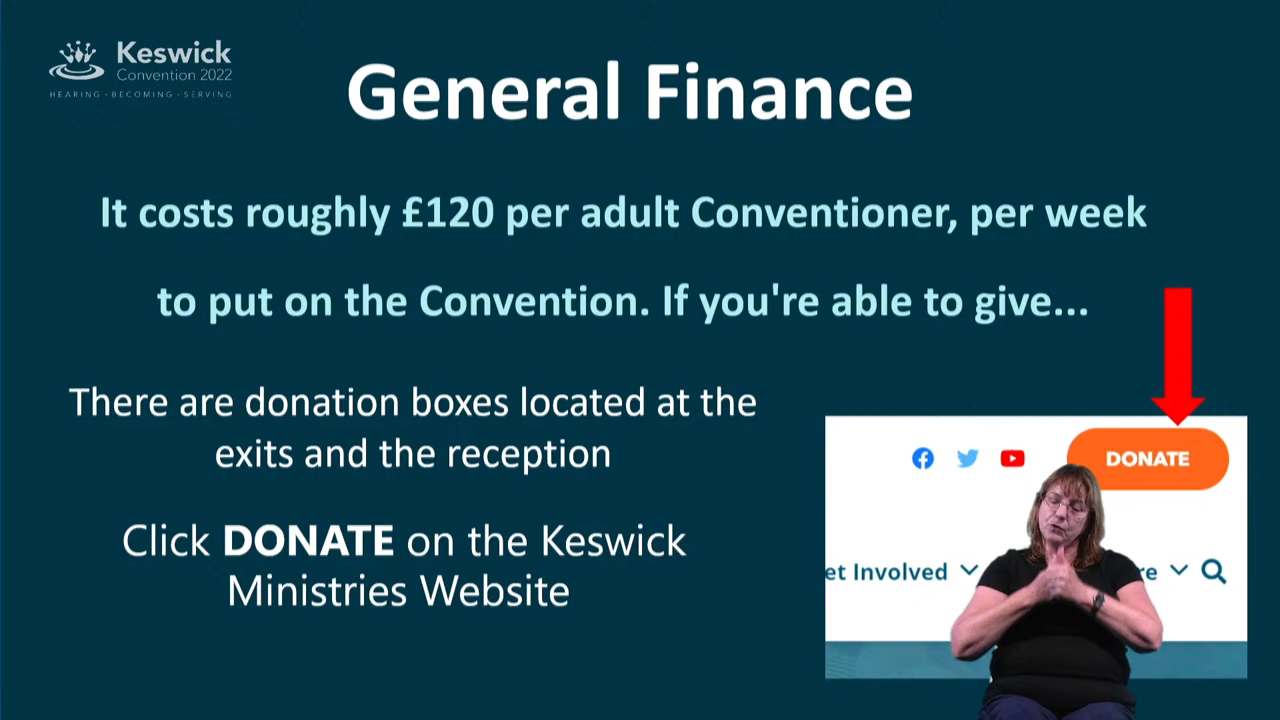 Keswick
Convention 2022
HEARING · BECOMING · SERVING
General Finance
It costs roughly £120 per adult Conventioner, per week
to put on the Convention. If you're able to give...
There are donation boxes located at the
exits and the reception
Click DONATE on the Keswick
Ministries Website
DONATE
et Involved
re